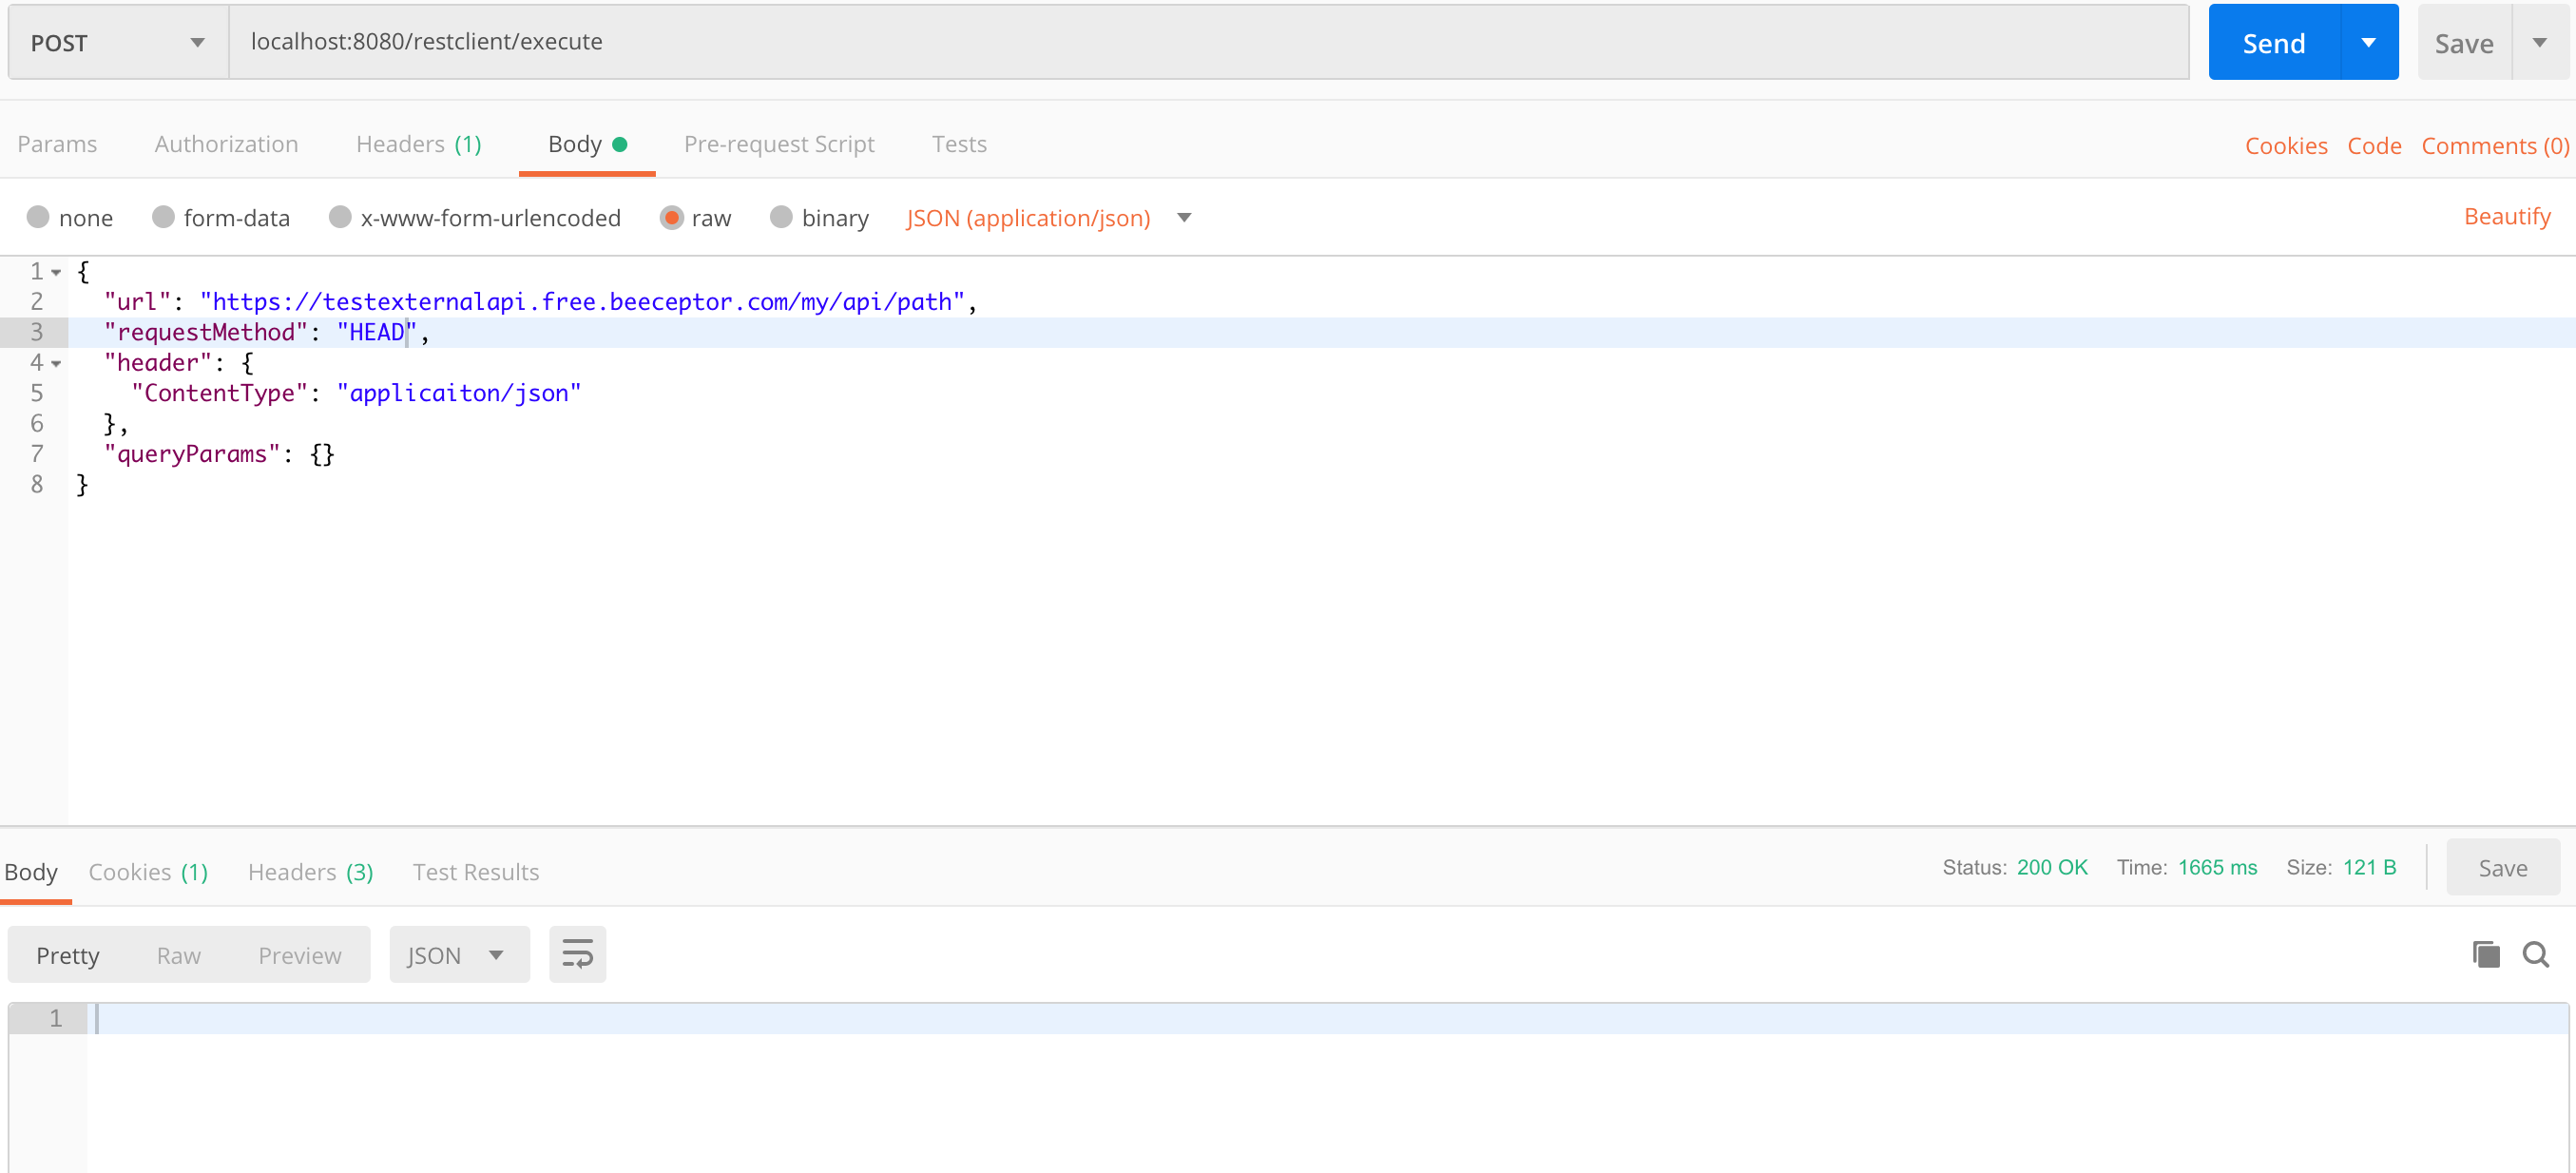 POST localhost:8080/restclient/execute Send Save
Params Authorization Headers (1) Body Pre-request Script Tests Cookies Code Comments (0)
none form-data x-www-form-urlencoded raw binary JSON (application/json) Beautify
1 {
2 "url": "https://testexternalapi.free.beeceptor.com/my/api/path",
3 "requestMethod": "HEAD",
4 "header": {
5 "ContentType": "applicaiton/json"
6 },
7 "queryParams": {}
8 }
Body Cookies (1) Headers (3) Test Results Status: 200 OK Time: 1665 ms Size: 121 B Save
Pretty Raw Preview JSON
1